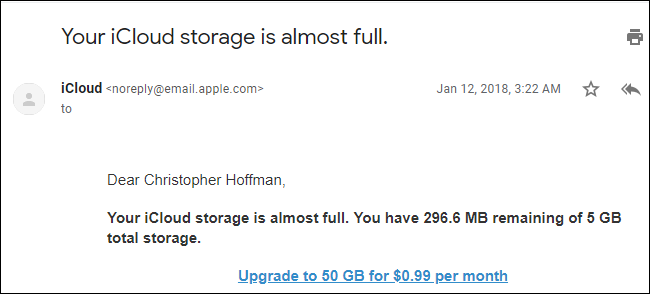 Your iCloud storage is almost full.
iCloud <noreply@email.apple.com> Jan 12, 2018, 3:22 AM
to
Dear Christopher Hoffman,
Your iCloud storage is almost full. You have 296.6 MB remaining of 5 GB
total storage.
Upgrade to 50 GB for $0.99 per month